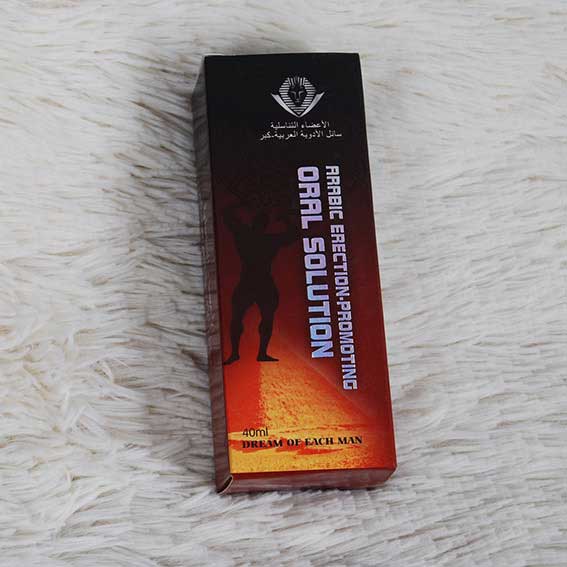 الأعضاء التناسلية
سائل الأدوية العربية-كبر
ARABIC ERECTION-PROMOTING
ORAL SOLUTION
40ml
DREAM OF EACH MAN